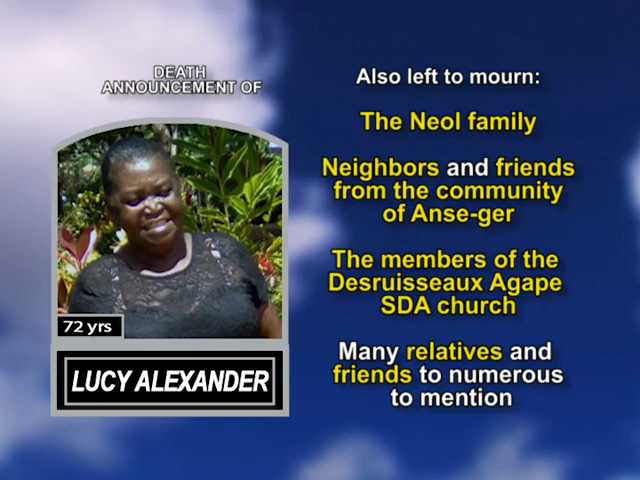 DEATH
ANNOUNCEMENT OF
72 yrs
LUCY ALEXANDER
Also left to mourn:
The Neol family
Neighbors and friends
from the community
of Anse-ger
The members of the
Desruisseaux Agape
SDA church
Many relatives and
friends to numerous
to mention